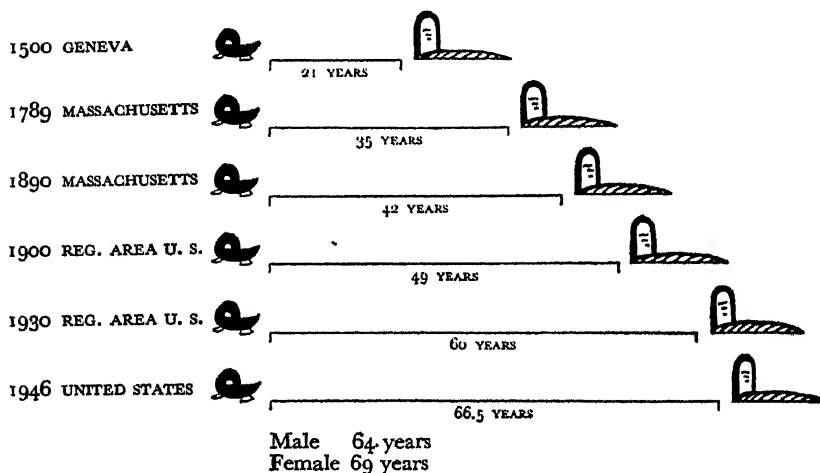 1500 GENEVA
21 YEARS
1789 MASSACHUSETTS
35 YEARS
1890 MASSACHUSETTS
42 YEARS
1900 REG. AREA U. S.
49 YEARS
1930 REG. AREA U. S.
60 YEARS
1946 UNITED STATES
66.5 YEARS
Male 64 years
Female 69 years